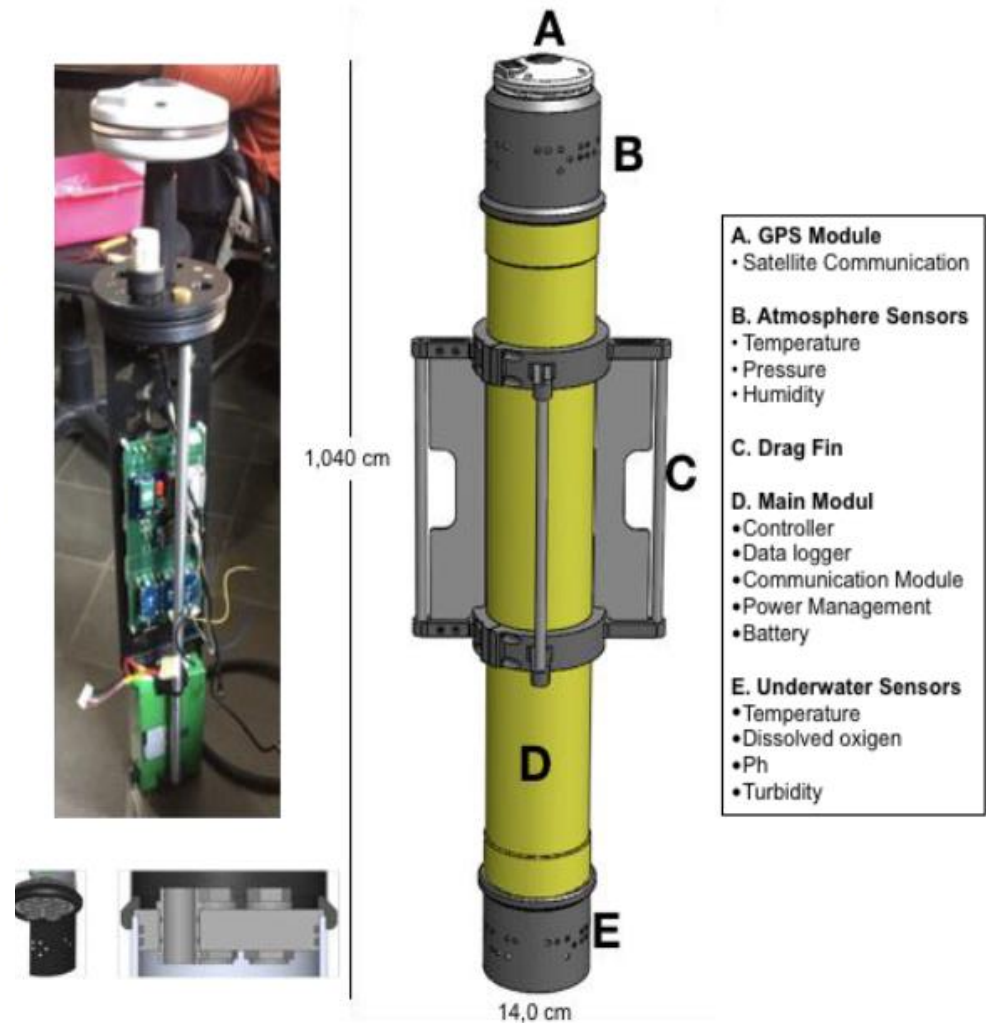 A
B
1,040 cm
C
D
E
14,0 cm
A. GPS Module
• Satellite Communication
B. Atmosphere Sensors
• Temperature
• Pressure
• Humidity
C. Drag Fin
D. Main Modul
•Controller
•Data logger
•Communication Module
•Power Management
•Battery
E. Underwater Sensors
•Temperature
•Dissolved oxigen
•Ph
•Turbidity